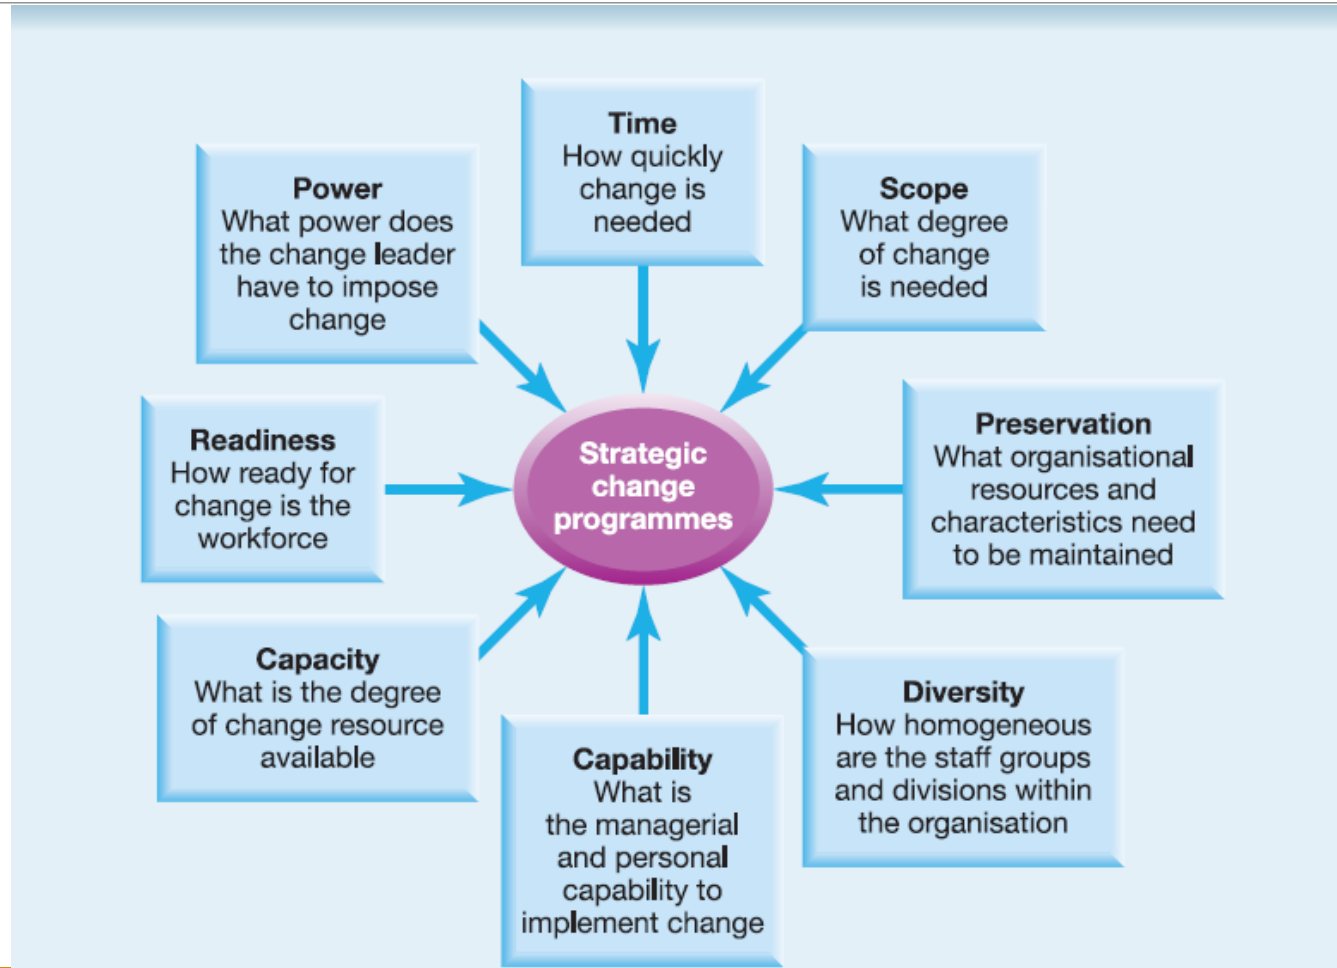 Time
How quickly
change is
needed
Power
What power does
the change leader
have to impose
change
Scope
What degree
of change
is needed
Readiness
How ready for
change is the
workforce
Strategic
change
programmes
Preservation
What organisational
resources and
characteristics need
to be maintained
Capacity
What is the degree
of change resource
available
Capability
What is
the managerial
and personal
capability to
implement change
Diversity
How homogeneous
are the staff groups
and divisions within
the organisation